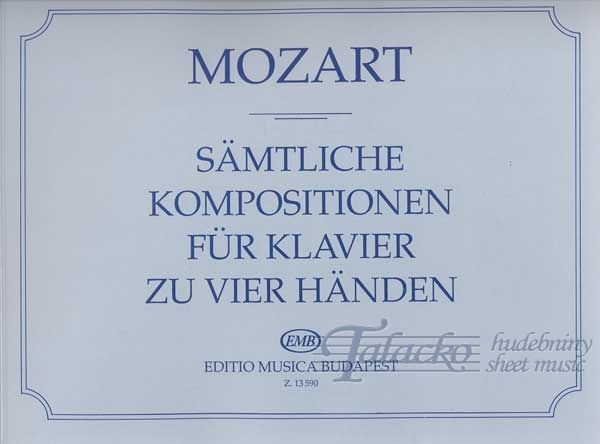 MOZART
SÄMTLICHE
KOMPOSITIONEN
FÜR KLAVIER
ZU VIER HÄNDEN
EMB
EDITIO MUSICA BUDAPEST
Z. 13 590
Talacko hudebniny
sheet music